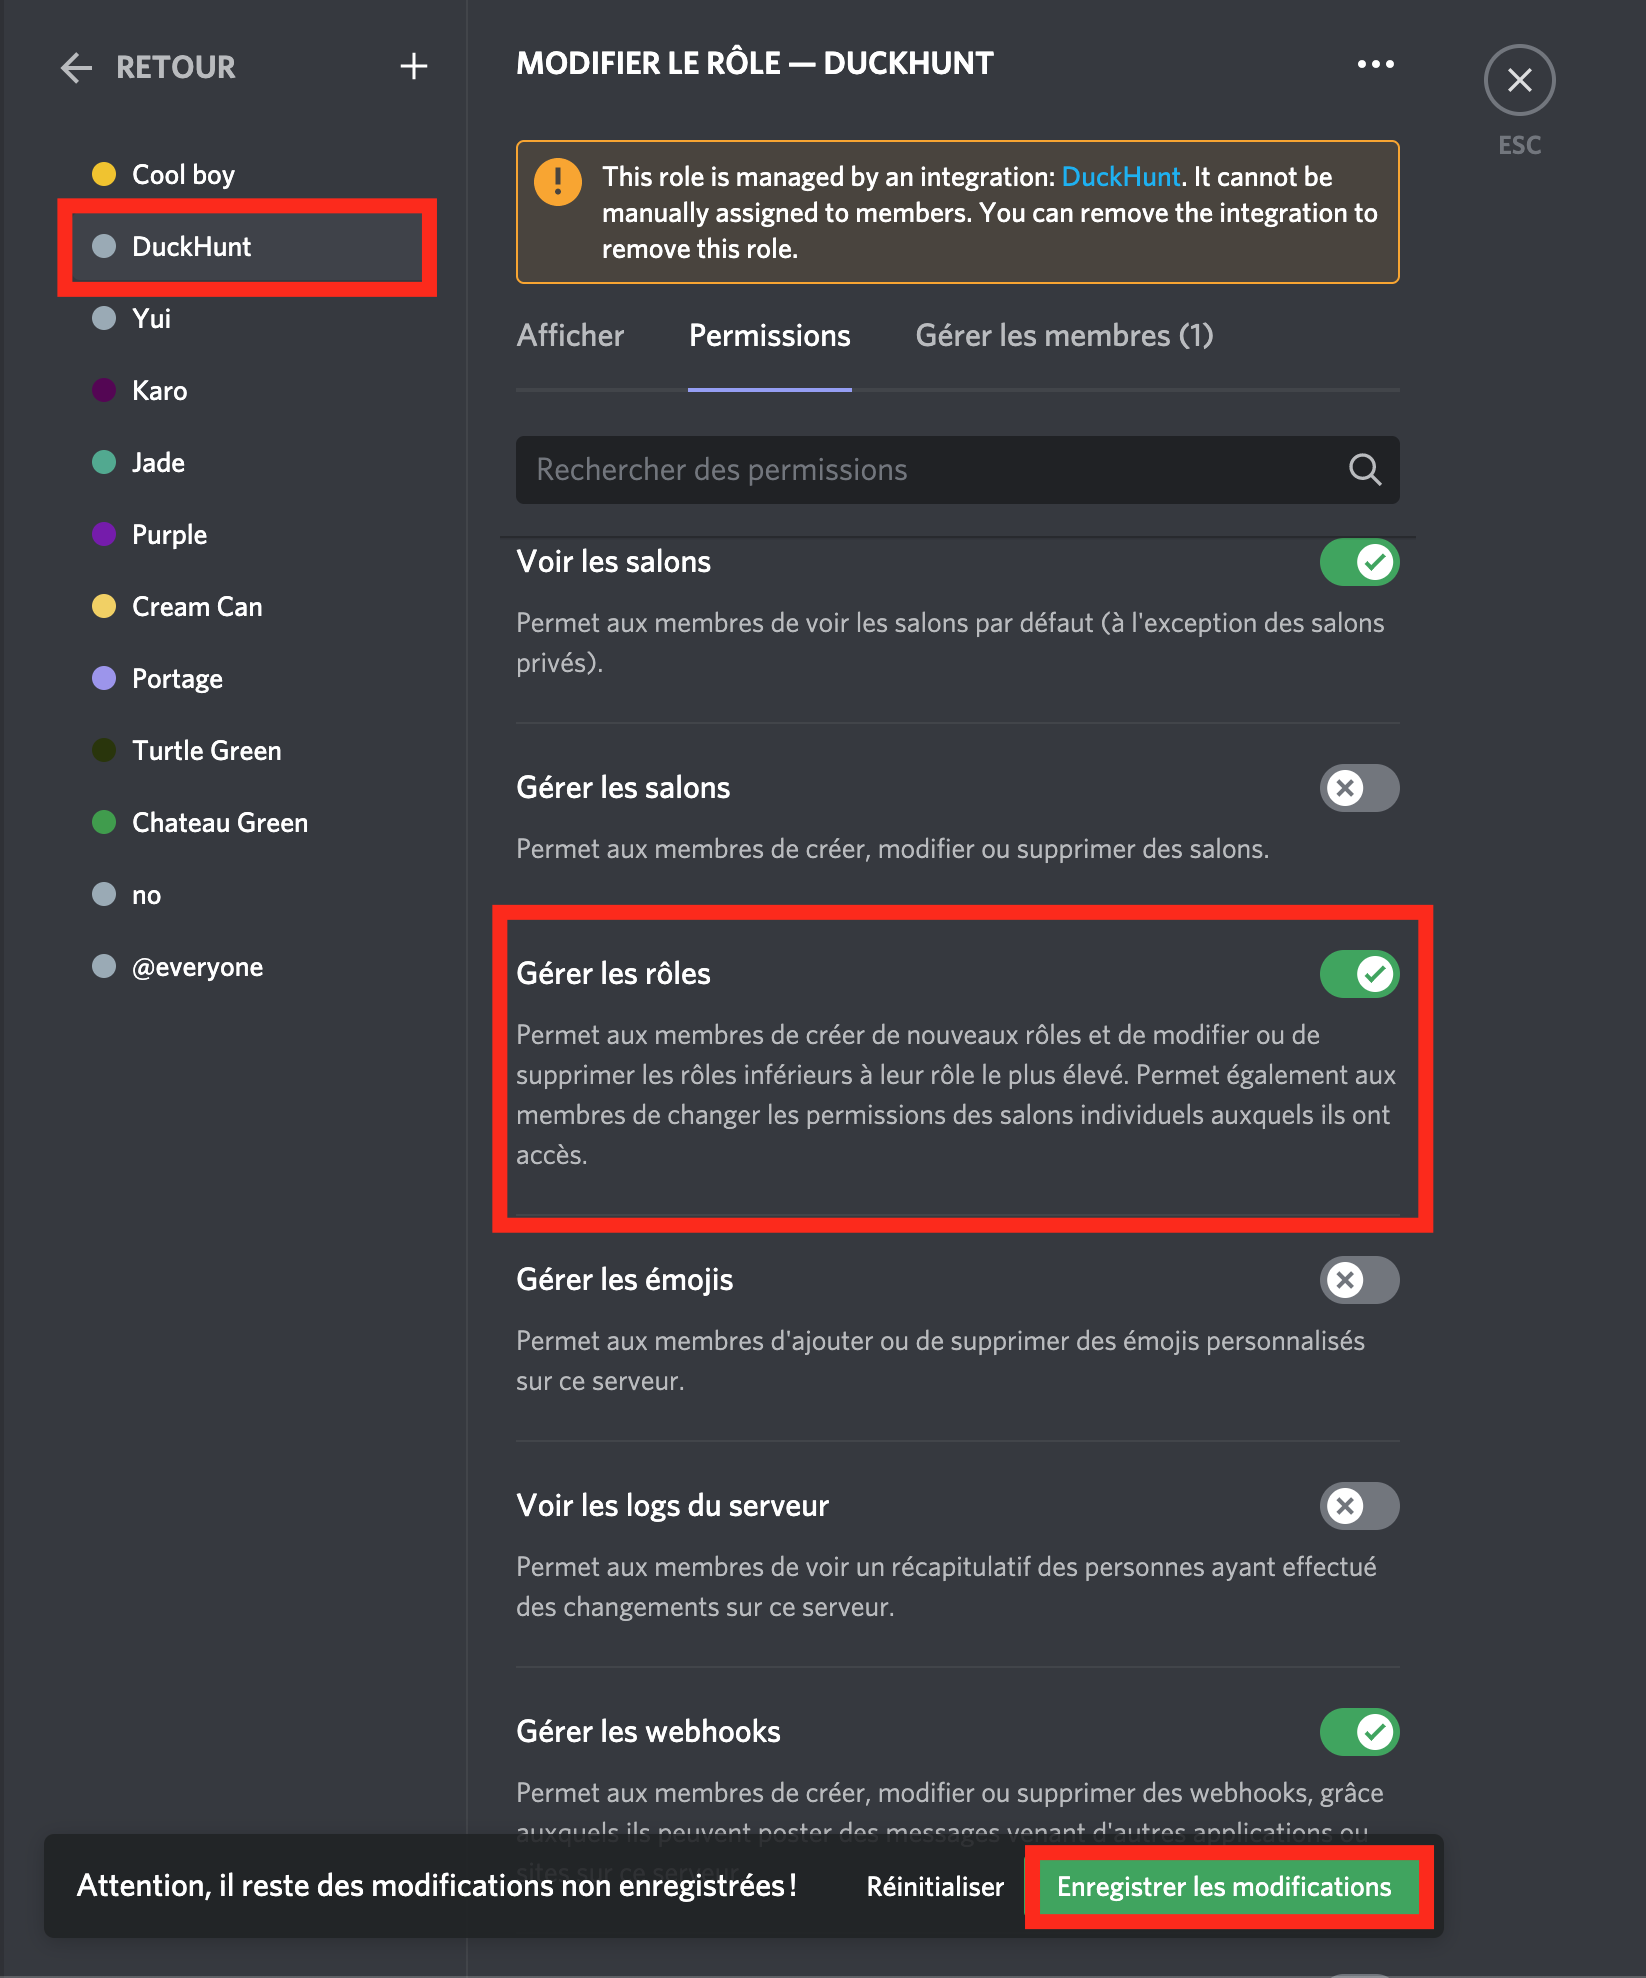 RETOUR
Cool boy
DuckHunt
Yui
Karo
Jade
Purple
Cream Can
Portage
Turtle Green
Chateau Green
no
@everyone
MODIFIER LE RÔLE — DUCKHUNT
ESC
This role is managed by an integration: DuckHunt. It cannot be
manually assigned to members. You can remove the integration to
remove this role.
Afficher
Permissions
Gérer les membres (1)
Rechercher des permissions
Voir les salons
Permet aux membres de voir les salons par défaut (à l'exception des salons
privés).
Gérer les salons
Permet aux membres de créer, modifier ou supprimer des salons.
Gérer les rôles
Permet aux membres de créer de nouveaux rôles et de modifier ou de
supprimer les rôles inférieurs à leur rôle le plus élevé. Permet également aux
membres de changer les permissions des salons individuels auxquels ils ont
accès.
Gérer les émojis
Permet aux membres d'ajouter ou de supprimer des émojis personnalisés
sur ce serveur.
Voir les logs du serveur
Permet aux membres de voir un récapitulatif des personnes ayant effectué
des changements sur ce serveur.
Gérer les webhooks
Permet aux membres de créer, modifier ou supprimer des webhooks, grâce
auxquels ils peuvent poster des messages venant d'autres applications ou
sites sur ce serveur.
Attention, il reste des modifications non enregistrées !
Réinitialiser
Enregistrer les modifications